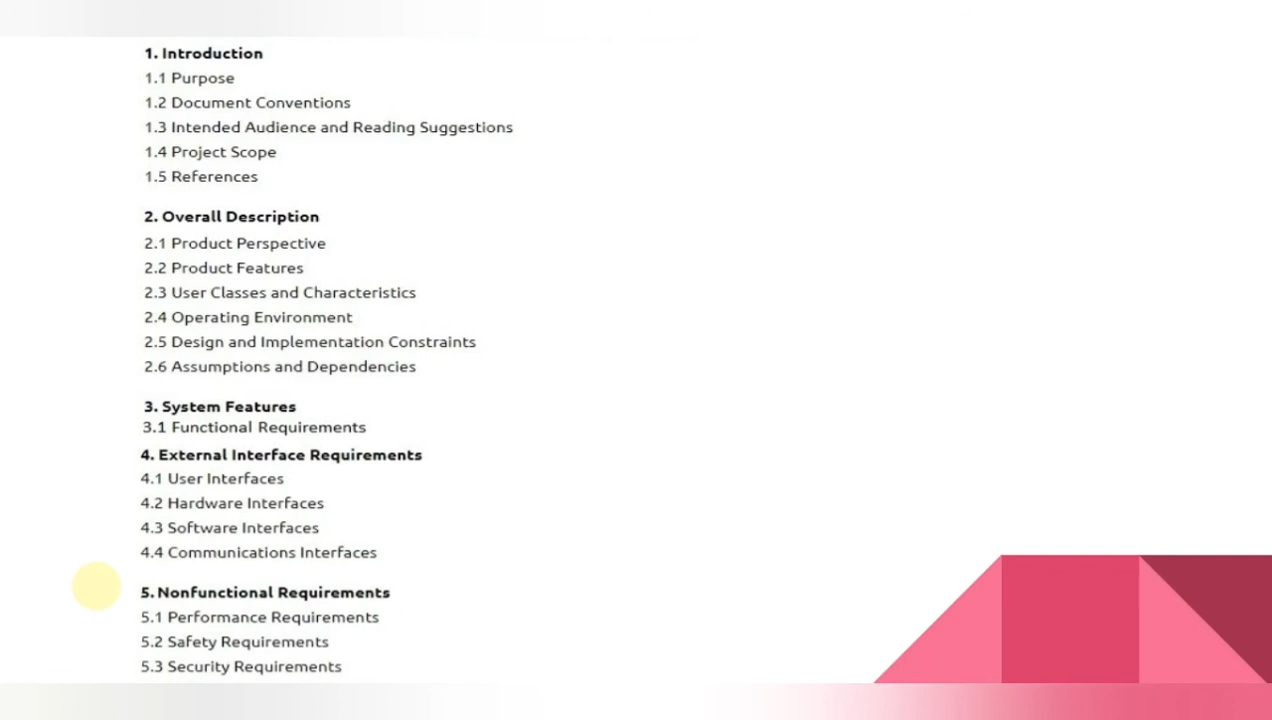 1. Introduction
1.1 Purpose
1.2 Document Conventions
1.3 Intended Audience and Reading Suggestions
1.4 Project Scope
1.5 References
2. Overall Description
2.1 Product Perspective
2.2 Product Features
2.3 User Classes and Characteristics
2.4 Operating Environment
2.5 Design and Implementation Constraints
2.6 Assumptions and Dependencies
3. System Features
3.1 Functional Requirements
4. External Interface Requirements
4.1 User Interfaces
4.2 Hardware Interfaces
4.3 Software Interfaces
4.4 Communications Interfaces
5. Nonfunctional Requirements
5.1 Performance Requirements
5.2 Safety Requirements
5.3 Security Requirements